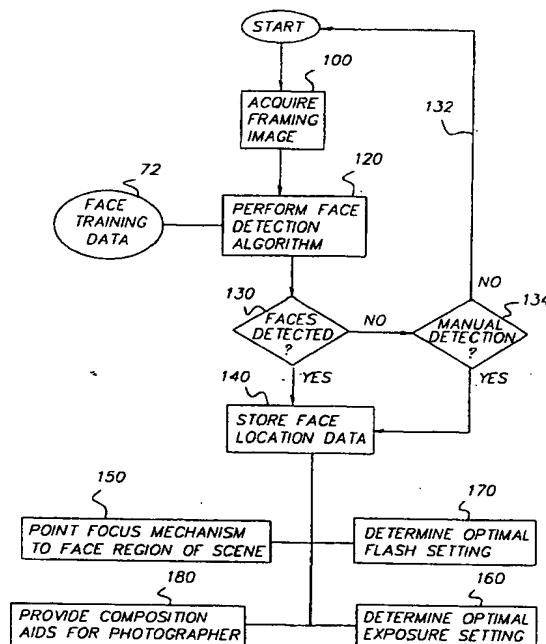 START
100
ACQUIRE
FRAMING
IMAGE
132
72
FACE
TRAINING
DATA
120
PERFORM FACE
DETECTION
ALGORITHM
NO
130
FACES
DETECTED
?
NO
134
MANUAL
DETECTION
?
YES
YES
140
STORE FACE
LOCATION DATA
150
POINT FOCUS MECHANISM
TO FACE REGION OF SCENE
170
DETERMINE OPTIMAL
FLASH SETTING
180
PROVIDE COMPOSITION
AIDS FOR PHOTOGRAPHER
160
DETERMINE OPTIMAL
EXPOSURE SETTING